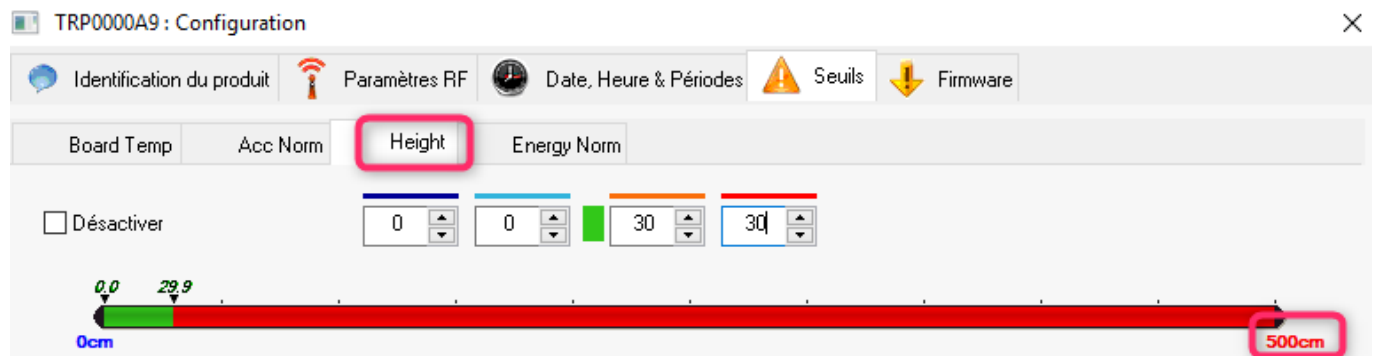 TRP0000A9 : Configuration
Identification du produit Paramètres RF Date, Heure & Périodes Seuils Firmware
Board Temp Acc Norm Height Energy Norm
Désactiver 0 0 30 30
0.0 29.9
0cm 500cm